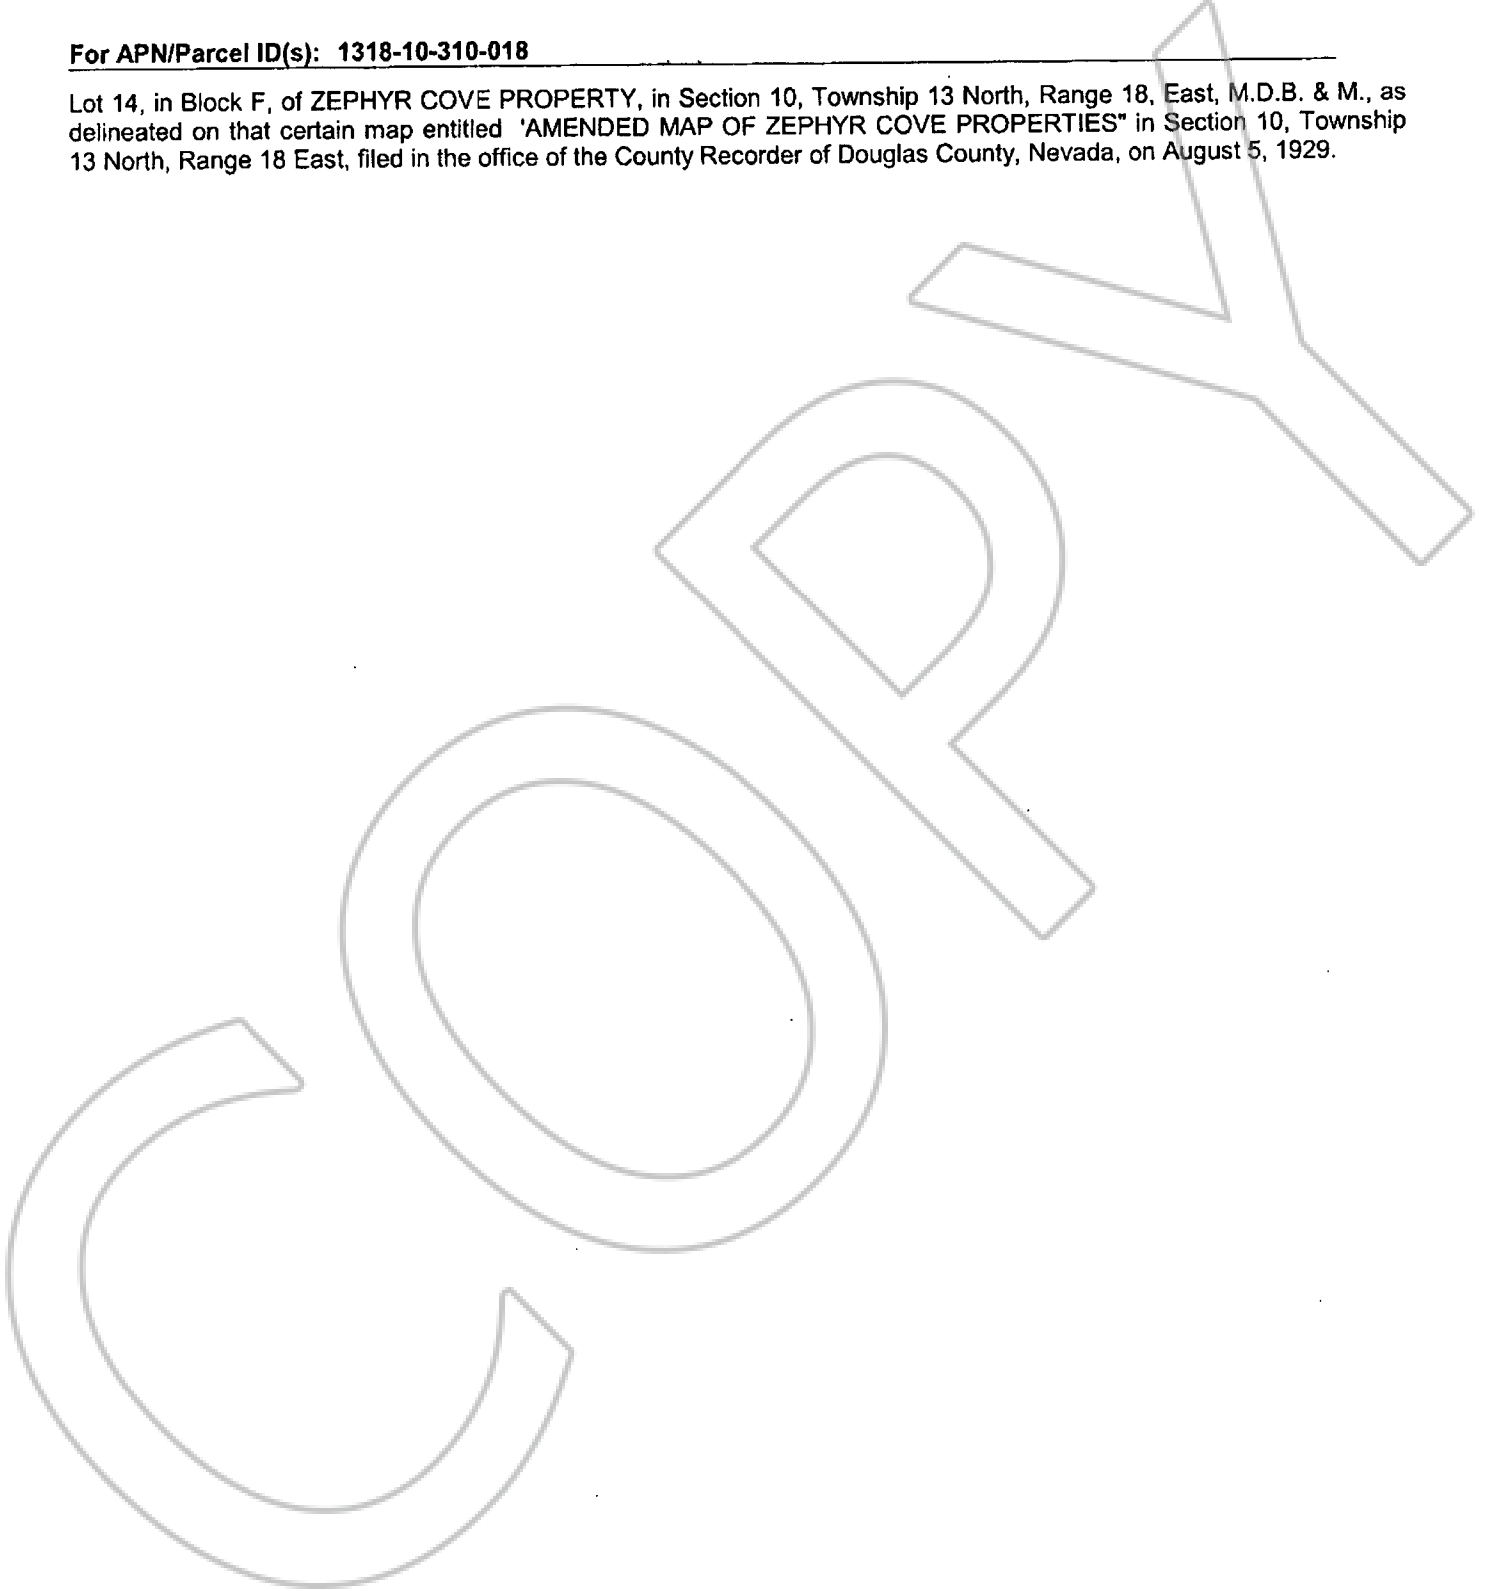 For APN/Parcel ID(s): 1318-10-310-018
Lot 14, in Block F, of ZEPHYR COVE PROPERTY, in Section 10, Township 13 North, Range 18, East, M.D.B. & M., as
delineated on that certain map entitled 'AMENDED MAP OF ZEPHYR COVE PROPERTIES" in Section 10, Township
13 North, Range 18 East, filed in the office of the County Recorder of Douglas County, Nevada, on August 5, 1929.
COPY